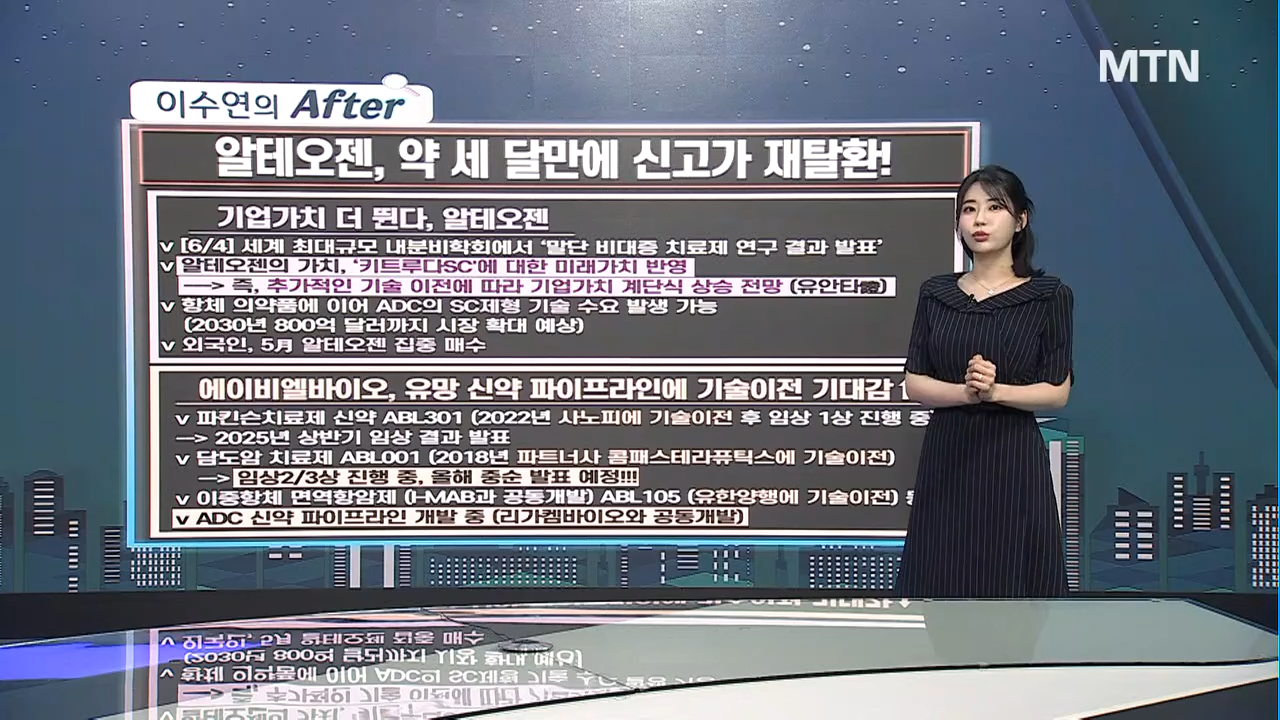 MTN
이수연의 After
알테오젠, 약 세 달만에 신고가 재탈환!
기업가치 더 뛴다, 알테오젠
v [6/4] 세계 최대규모 내분비학회에서 '말단 비대증 치료제 연구 결과 발표'
v 알테오젠의 가치, '키트루다SC'에 대한 미래가치 반영
—> 즉, 추가적인 기술 이전에 따라 기업가치 계단식 상승 전망 (유안타證)
v 항체 의약품에 이어 ADC의 SC제형 기술 수요 발생 가능
(2030년 800억 달러까지 시장 확대 예상)
v 외국인, 5月 알테오젠 집중 매수
에이비엘바이오, 유망 신약 파이프라인에 기술이전 기대감
v 파킨슨치료제 신약 ABL301 (2022년 사노피에 기술이전 후 임상 1상 진행 중
—> 2025년 상반기 임상 결과 발표
v 담도암 치료제 ABL001 (2018년 파트너사 콤패스테라퓨틱스에 기술이전)
—> 임상2/3상 진행 중, 올해 중순 발표 예정!!!
v 이중항체 면역항암제 (I-MAB과 공동개발) ABL105 (유한양행에 기술이전)
v ADC 신약 파이프라인 개발 중 (리가켐바이오와 공동개발)